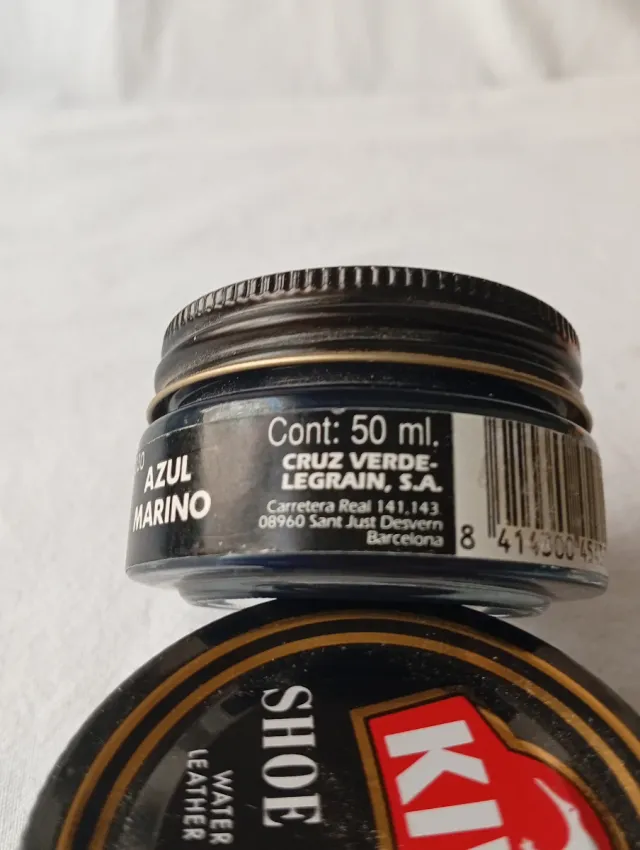 AZUL
MARINO
Cont: 50 ml.
CRUZ VERDE-
LEGRAIN, S.A.
Carretera Real 141.143
08960 Sant Just Desvern
Barcelona
8
SHOE
WATER
LEATHER